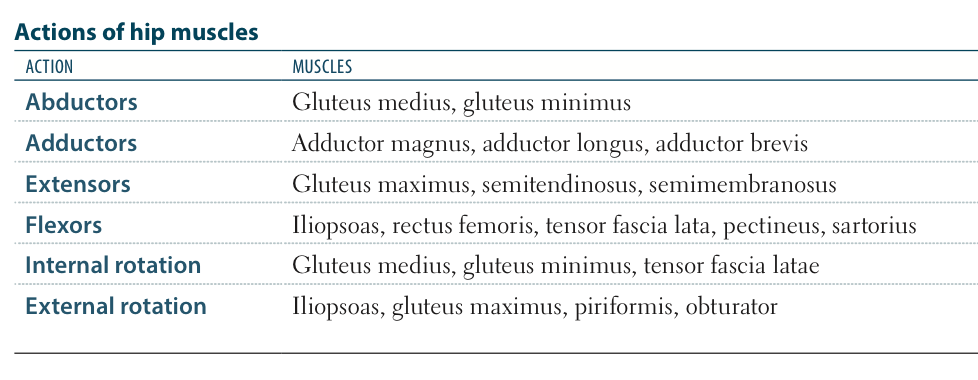 Actions of hip muscles
ACTION MUSCLES
Abductors Gluteus medius, gluteus minimus
Adductors Adductor magnus, adductor longus, adductor brevis
Extensors Gluteus maximus, semitendinosus, semimembranosus
Flexors Iliopsoas, rectus femoris, tensor fascia lata, pectineus, sartorius
Internal rotation Gluteus medius, gluteus minimus, tensor fascia latae
External rotation Iliopsoas, gluteus maximus, piriformis, obturator